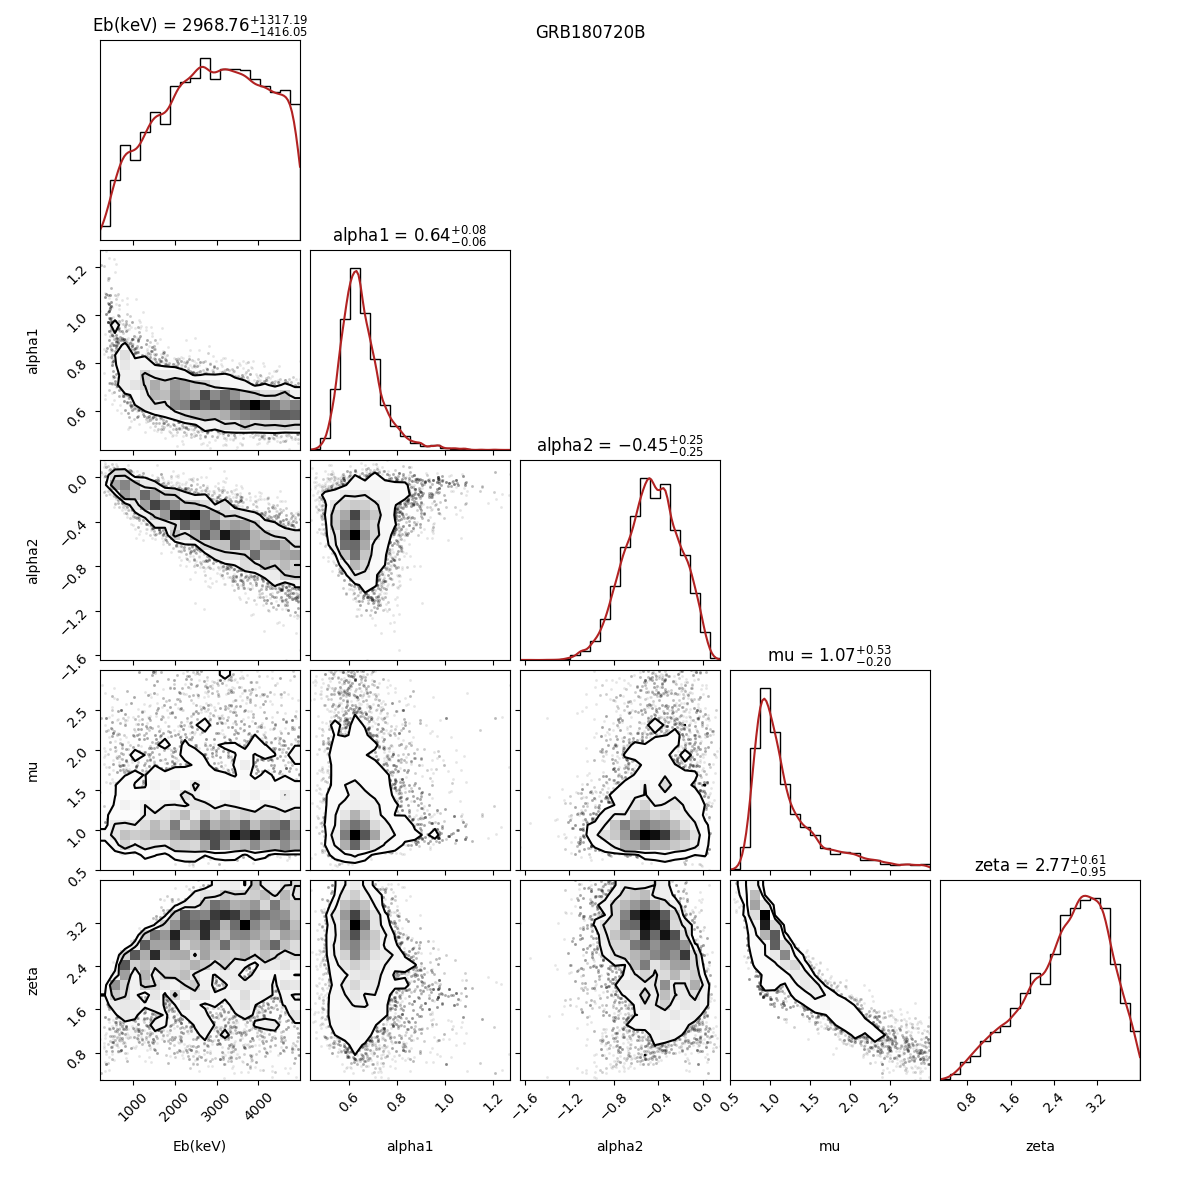 GRB180720B
Eb(keV) = 2968.76+1317.19−1416.05
alpha1 = 0.64+0.08−0.06
alpha1
1.2
1.0
0.8
0.6
alpha2 = −0.45+0.25−0.25
alpha2
0.0
−0.4
−0.8
−1.2
−1.6
mu = 1.07+0.53−0.20
mu
2.5
2.0
1.5
1.0
0.5
zeta = 2.77+0.61−0.95
zeta
3.2
2.4
1.6
0.8
1000 2000 3000 4000 0.6 0.8 1.0 1.2 −1.6 −1.2 −0.8 −0.4 0.0 0.5 1.0 1.5 2.0 2.5 0.8 1.6 2.4 3.2
Eb(keV) alpha1 alpha2 mu zeta